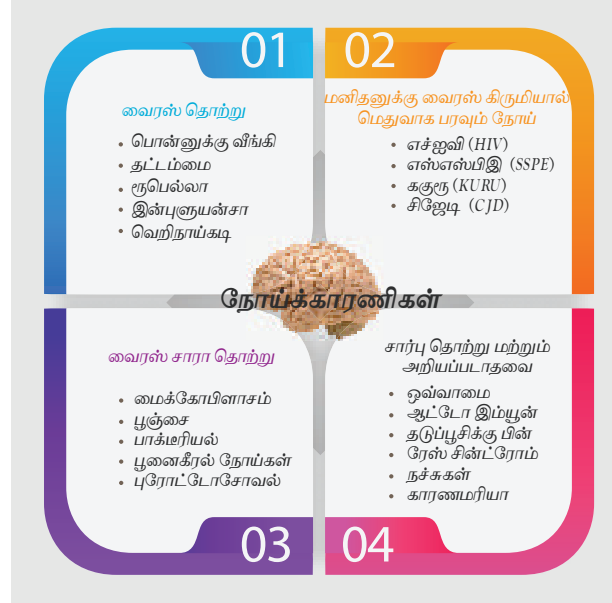 01
வைரஸ் தொற்று
பொன்னுக்கு வீங்கி
தட்டம்மை
ரூபெல்லா
இன்புளுயன்சா
வெறிநாய்கடி
02
மனிதனுக்கு வைரஸ் கிருமியால்
மெதுவாக பரவும் நோய்
எச்ஐவி (HIV)
எஸ்எஸ்பிஇ (SSPE)
ககுரூ (KURU)
சிஜேடி (CJD)
நோய்க்காரணிகள்
வைரஸ் சாரா தொற்று
மைக்கோபிளாசம்
பூஞ்சை
பாக்டீரியல்
பூனைகீரல் நோய்கள்
புரோட்டோசோவல்
03
சார்பு தொற்று மற்றும்
அறியப்படாதவை
ஒவ்வாமை
ஆட்டோ இம்யூன்
தடுப்பூசிக்கு பின்
ரேஸ் சின்ட்ரோம்
நச்சுகள்
காரணமரியா
04